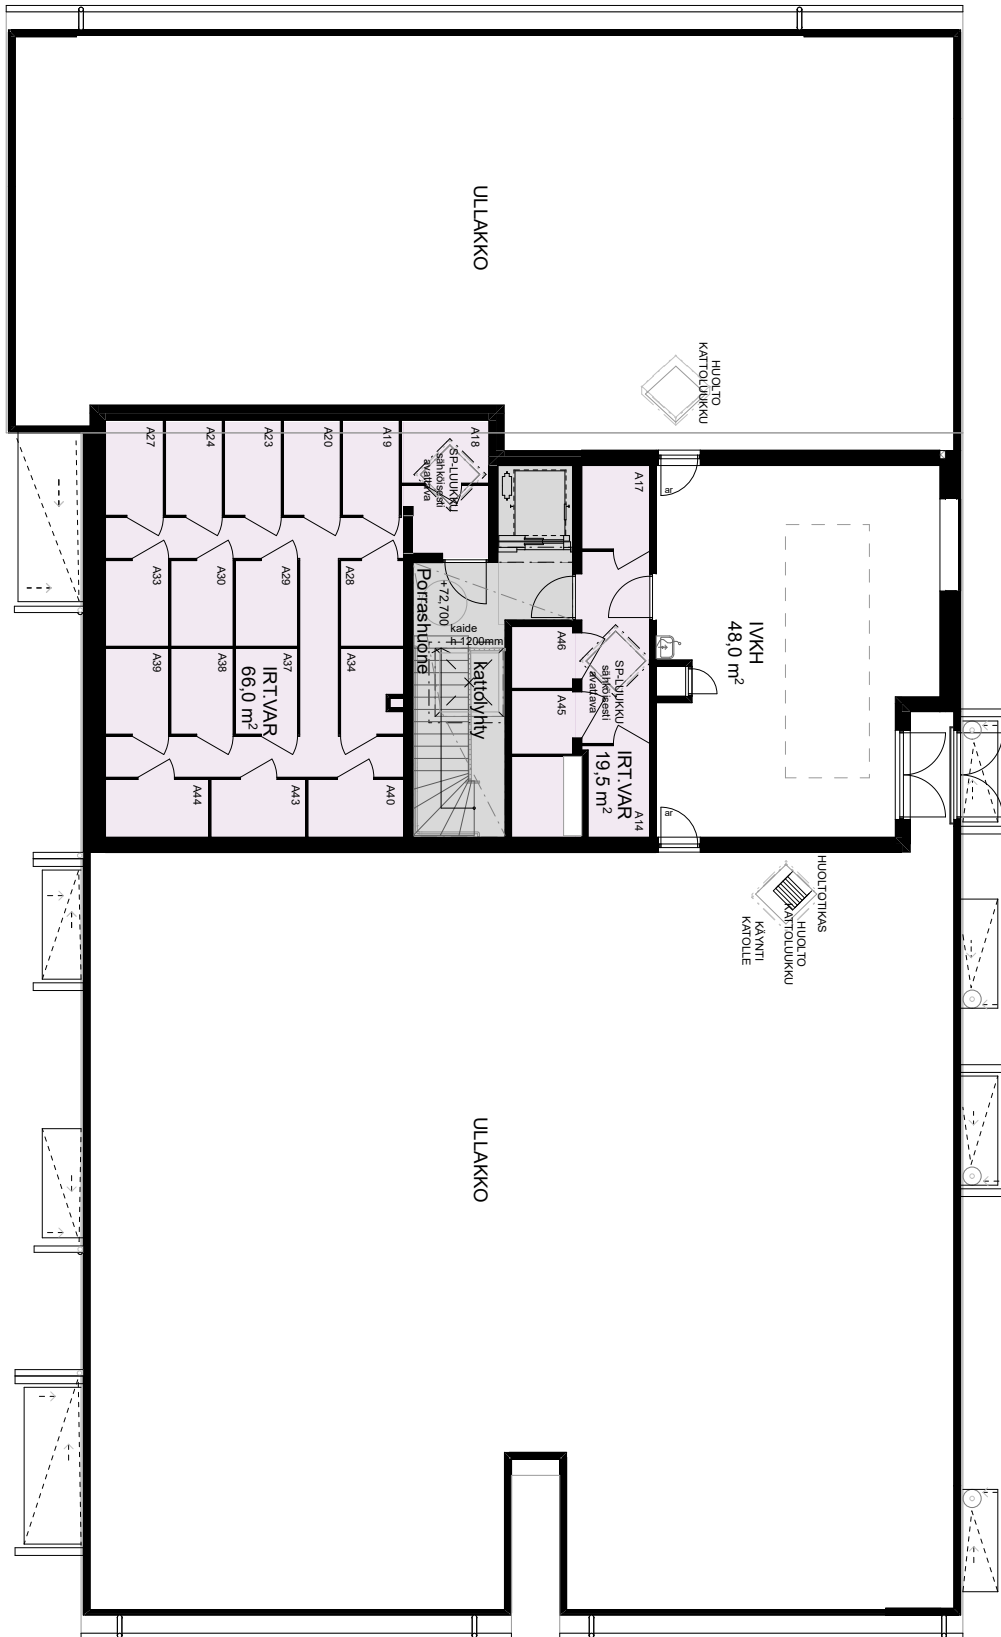 ULLAKKO
HUOLTO
KATTOLUUKKU
A27
A24
A23
A20
A19
A18
SP-LUUKKU
sähköisesti
avattava
A17
ar
A33
A30
A29
A28
Porrashuone
+72,700
kaide
h 1200mm
kattolyhty
A46
A45
SP-LUUKKU
sähköisesti
avattava
IVKH
48,0 m²
A39
A38
A37
A34
IRT.VAR
66,0 m²
IRT.VAR
19,5 m²
A44
A43
A40
A14
ar
HUOLTOTIKAS
HUOLTO
KATTOLUUKKU
KÄYNTI
KATOLLE
ULLAKKO